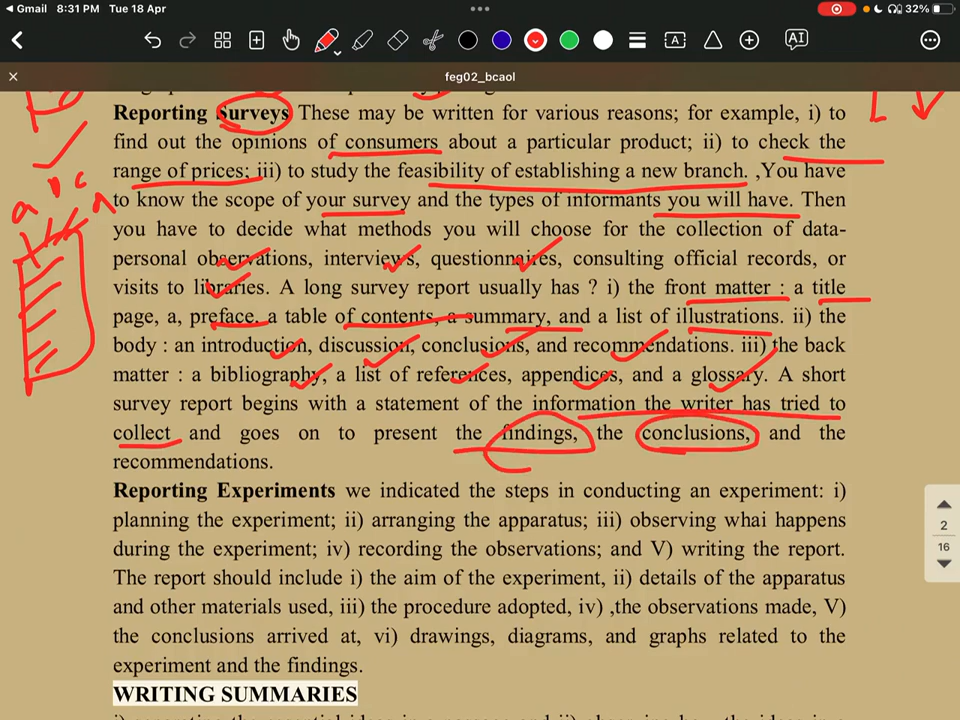 Gmail 8:31 PM Tue 18 Apr 32%
AI
feg02_bcaol
Reporting Surveys These may be written for various reasons; for example, i) to
find out the opinions of consumers about a particular product; ii) to check the
range of prices; iii) to study the feasibility of establishing a new branch. ,You have
to know the scope of your survey and the types of informants you will have. Then
you have to decide what methods you will choose for the collection of data-
personal observations, interviews, questionnaires, consulting official records, or
visits to libraries. A long survey report usually has ? i) the front matter : a title
page, a, preface, a table of contents, a summary, and a list of illustrations. ii) the
body : an introduction, discussion, conclusions, and recommendations. iii) the back
matter : a bibliography, a list of references, appendices, and a glossary. A short
survey report begins with a statement of the information the writer has tried to
collect and goes on to present the findings, the conclusions, and the
recommendations.
Reporting Experiments we indicated the steps in conducting an experiment: i)
planning the experiment; ii) arranging the apparatus; iii) observing whai happens
during the experiment; iv) recording the observations; and V) writing the report.
The report should include i) the aim of the experiment, ii) details of the apparatus
and other materials used, iii) the procedure adopted, iv) ,the observations made, V)
the conclusions arrived at, vi) drawings, diagrams, and graphs related to the
experiment and the findings.
WRITING SUMMARIES
2
16